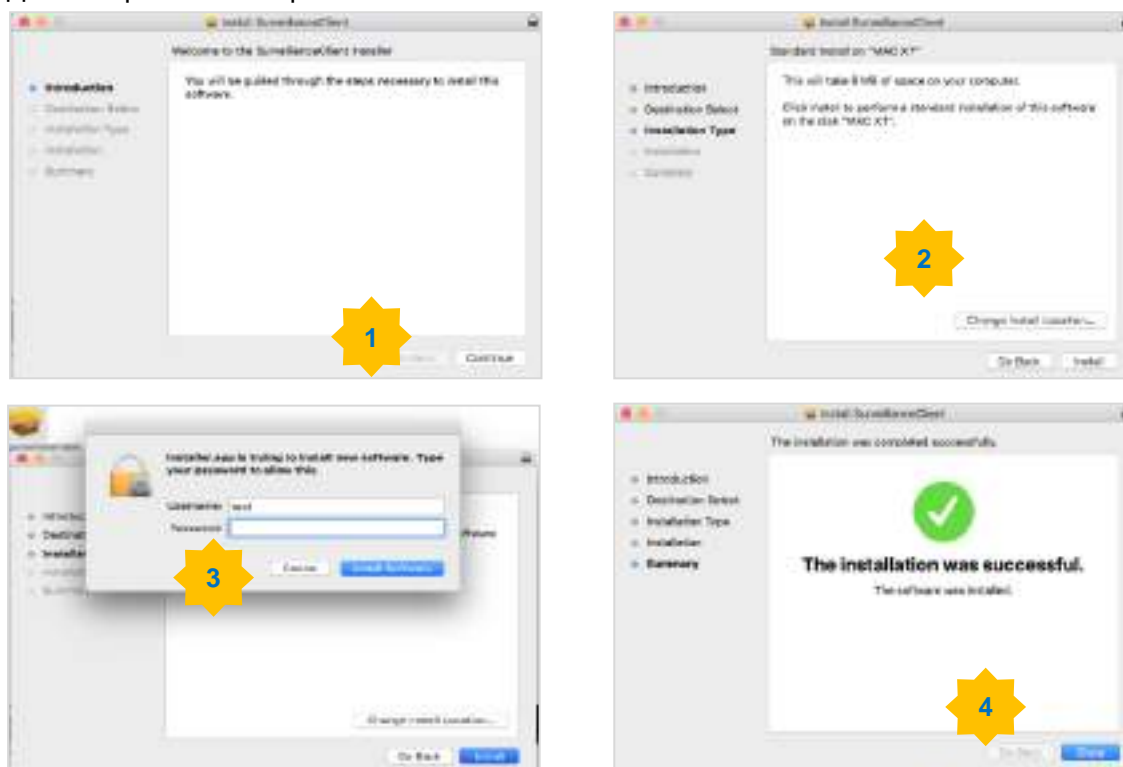 Install SurveillanceClient
Welcome to the SurveillanceClient Installer
You will be guided through the steps necessary to install this
software.
Introduction
Destination Select
Installation Type
Installation
Summary
1
Continue
Install SurveillanceClient
Standard Install on "MAC XT"
This will take 8 MB of space on your computer.
Click Install to perform a standard installation of this software
on the disk "MAC XT".
Introduction
Destination Select
Installation Type
Installation
Summary
2
Change Install Location...
Go Back
Install
Installer.app is trying to install new software. Type
your password to allow this.
Username:
Password:
3
Cancel
Install Software
Change Install Location...
Go Back
Install
Install SurveillanceClient
The installation was completed successfully.
Introduction
Destination Select
Installation Type
Installation
Summary
The installation was successful.
The software was installed.
4
Go Back
Close